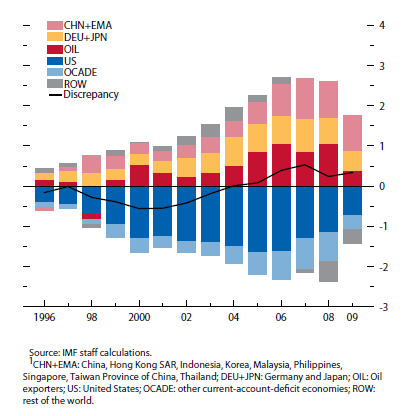 CHN+EMA
DEU+JPN
OIL
US
OCADE
ROW
Discrepancy
4
3
2
1
0
-1
-2
-3
1996 98 2000 02 04 06 08 09
Source: IMF staff calculations.
1CHN+EMA: China, Hong Kong SAR, Indonesia, Korea, Malaysia, Philippines,
Singapore, Taiwan Province of China, Thailand; DEU+JPN: Germany and Japan; OIL: Oil
exporters; US: United States; OCADE: other current-account-deficit economies; ROW:
rest of the world.